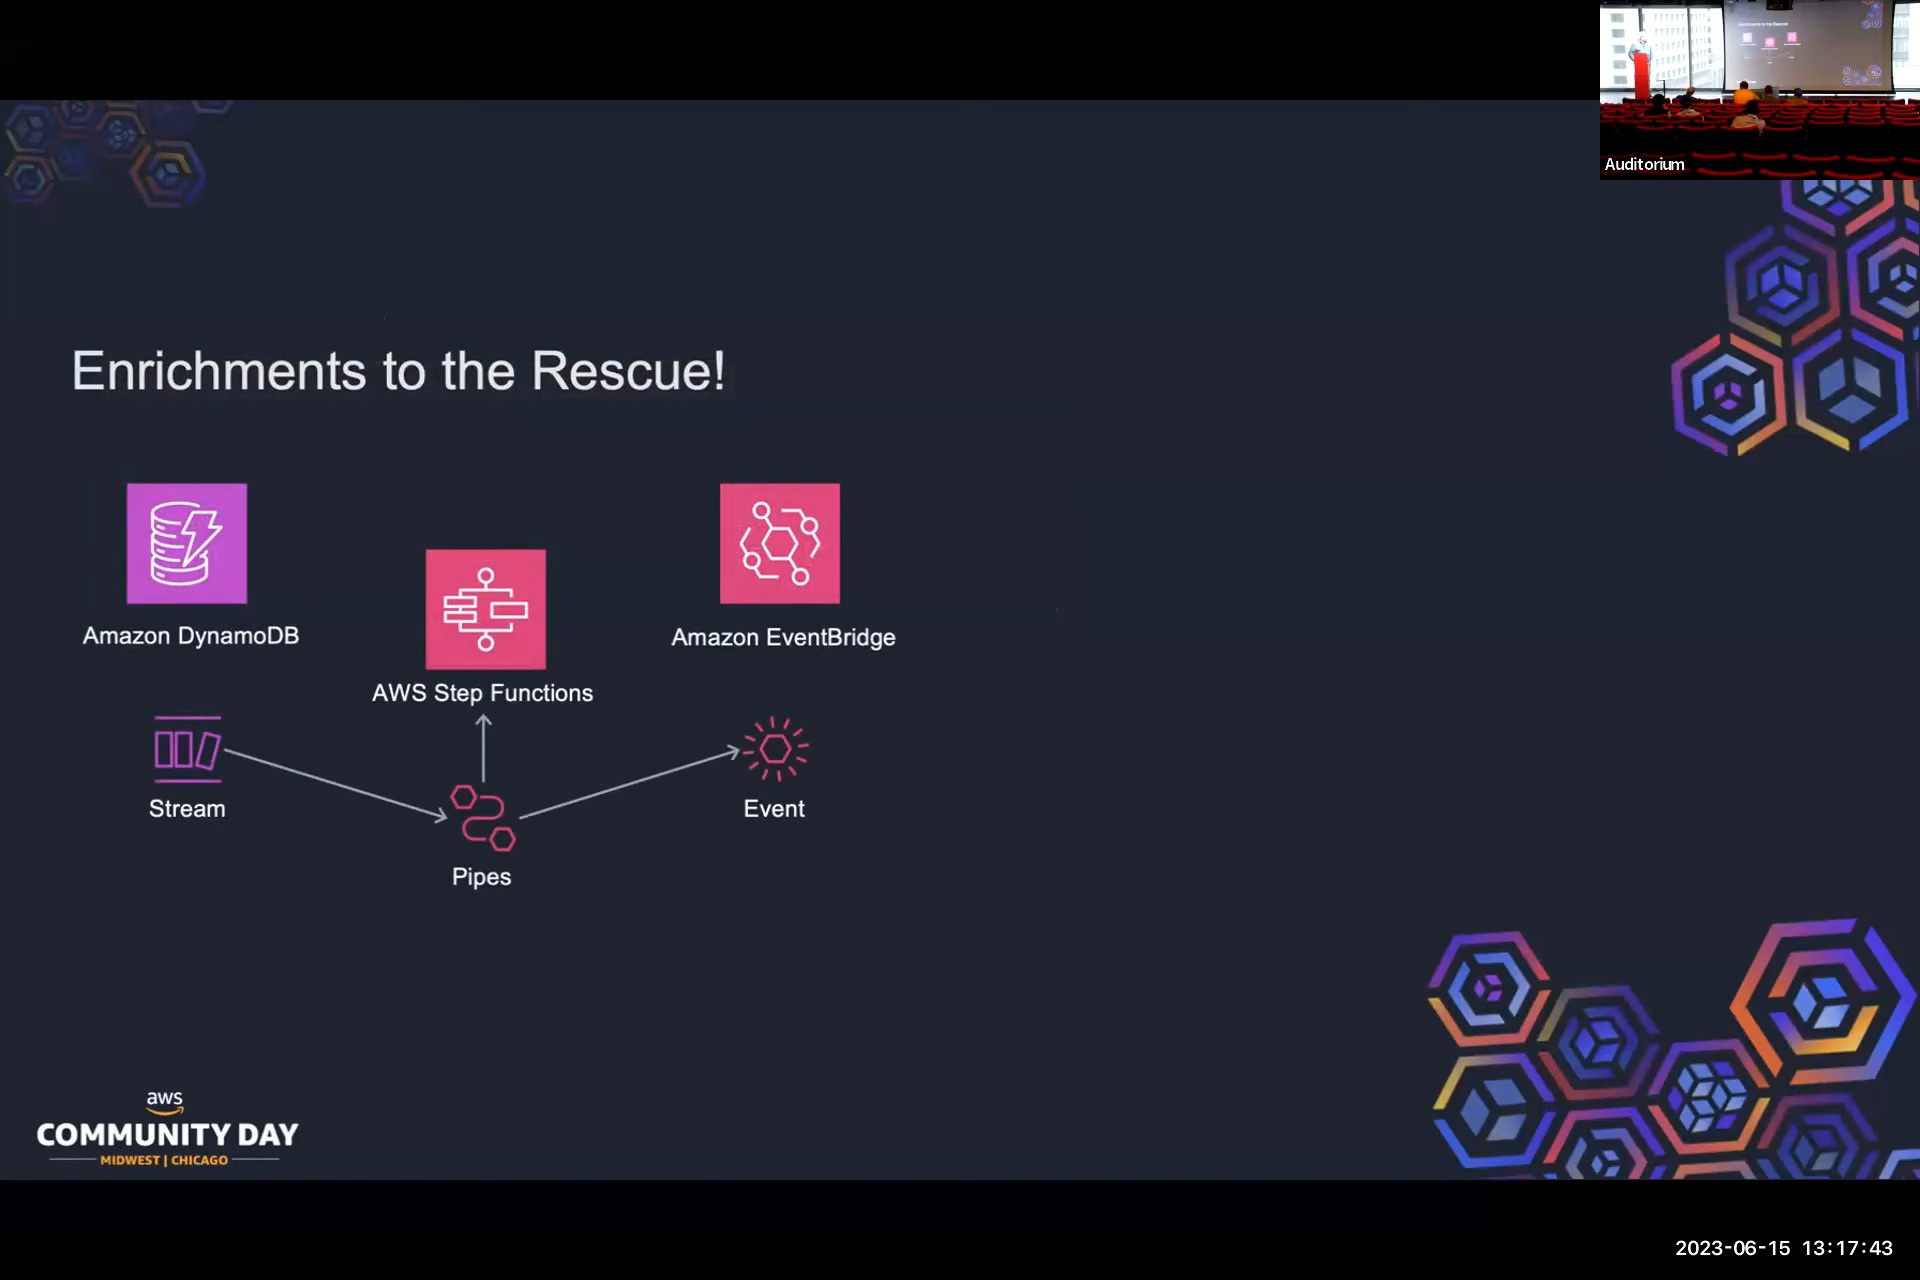 Auditorium
Enrichments to the Rescue!
Amazon DynamoDB
Amazon EventBridge
AWS Step Functions
Stream
Event
Pipes
aws
COMMUNITY DAY
MIDWEST | CHICAGO
2023-06-15 13:17:43